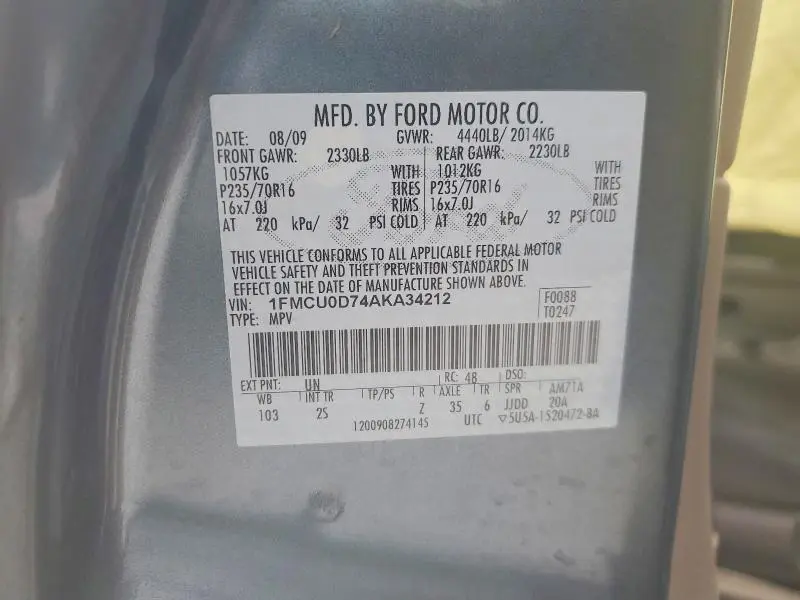 MFD. BY FORD MOTOR CO.
DATE: 08/09 GVWR: 4440LB/ 2014KG
FRONT GAWR: 2330LB REAR GAWR: 2230LB
1057KG WITH 1012KG WITH
P235/70R16 TIRES P235/70R16 TIRES
16x7.0J RIMS 16x7.0J RIMS
AT 220 kPa/ 32 PSI COLD AT 220 kPa/ 32 PSI COLD
THIS VEHICLE CONFORMS TO ALL APPLICABLE FEDERAL MOTOR
VEHICLE SAFETY AND THEFT PREVENTION STANDARDS IN
EFFECT ON THE DATE OF MANUFACTURE SHOWN ABOVE.
VIN: 1FMCU0D74AKA34212 F0088
TYPE: MPV T0247
EXT PNT: UN RC: 48 DSO:
WB INT TR TP/PS R AXLE TR SPR AM7TA
103 2S Z 35 6 JJDD 20A
1200908274145 UTC ▽5U5A-1520472-BA